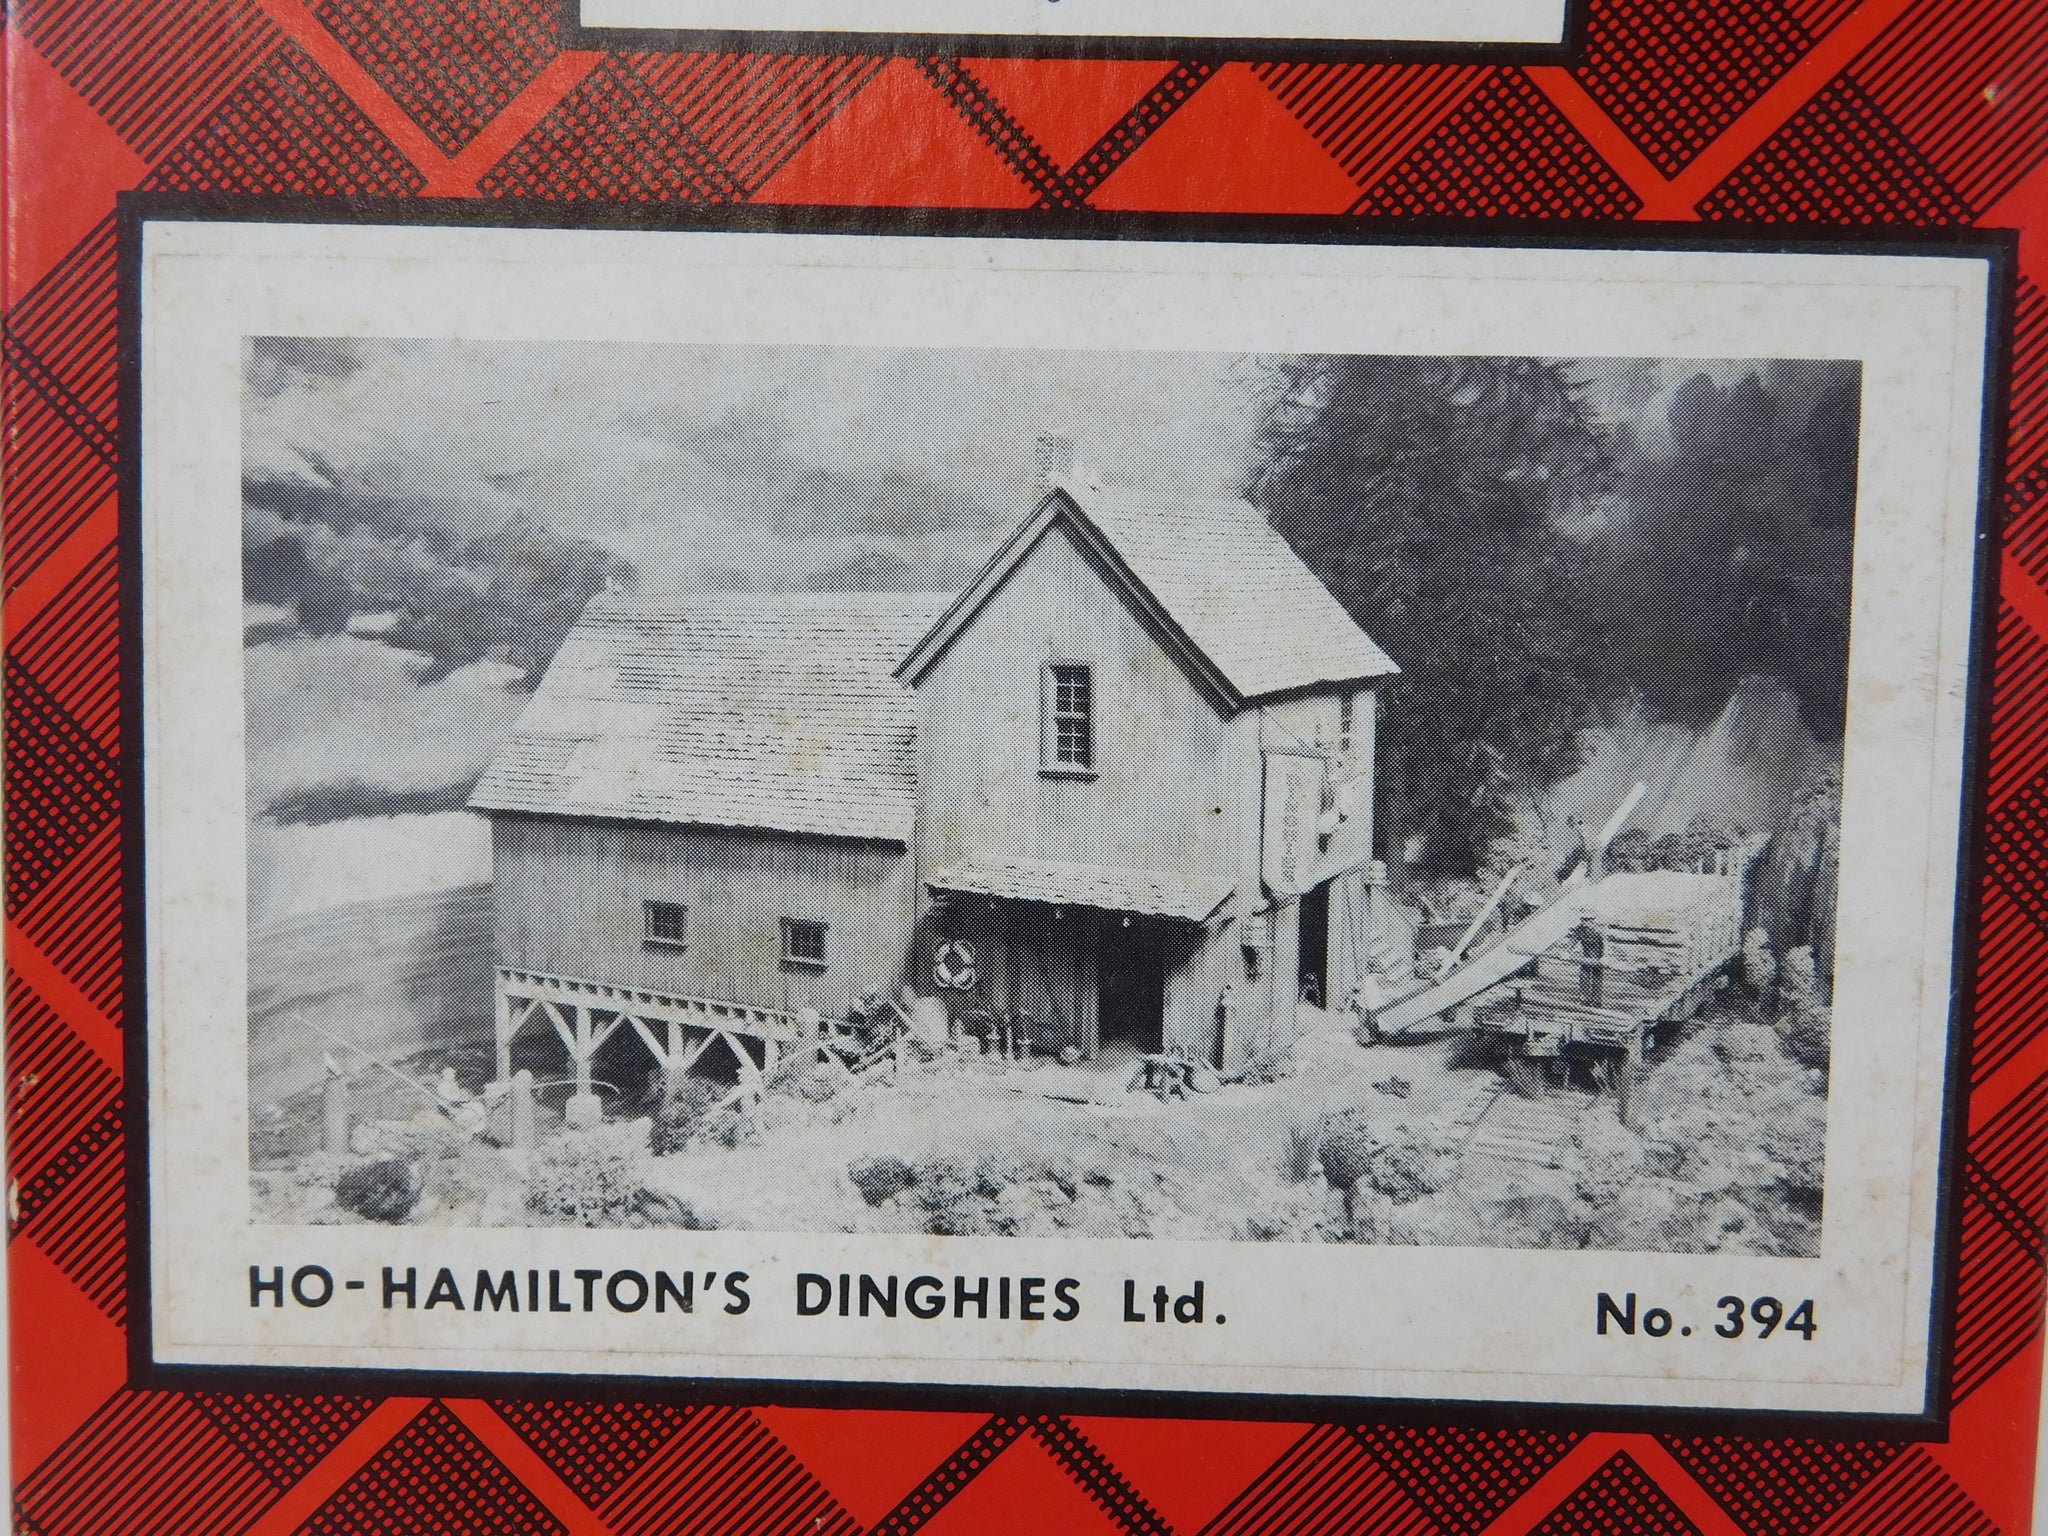 HO-HAMILTON'S DINGHIES Ltd.
No. 394